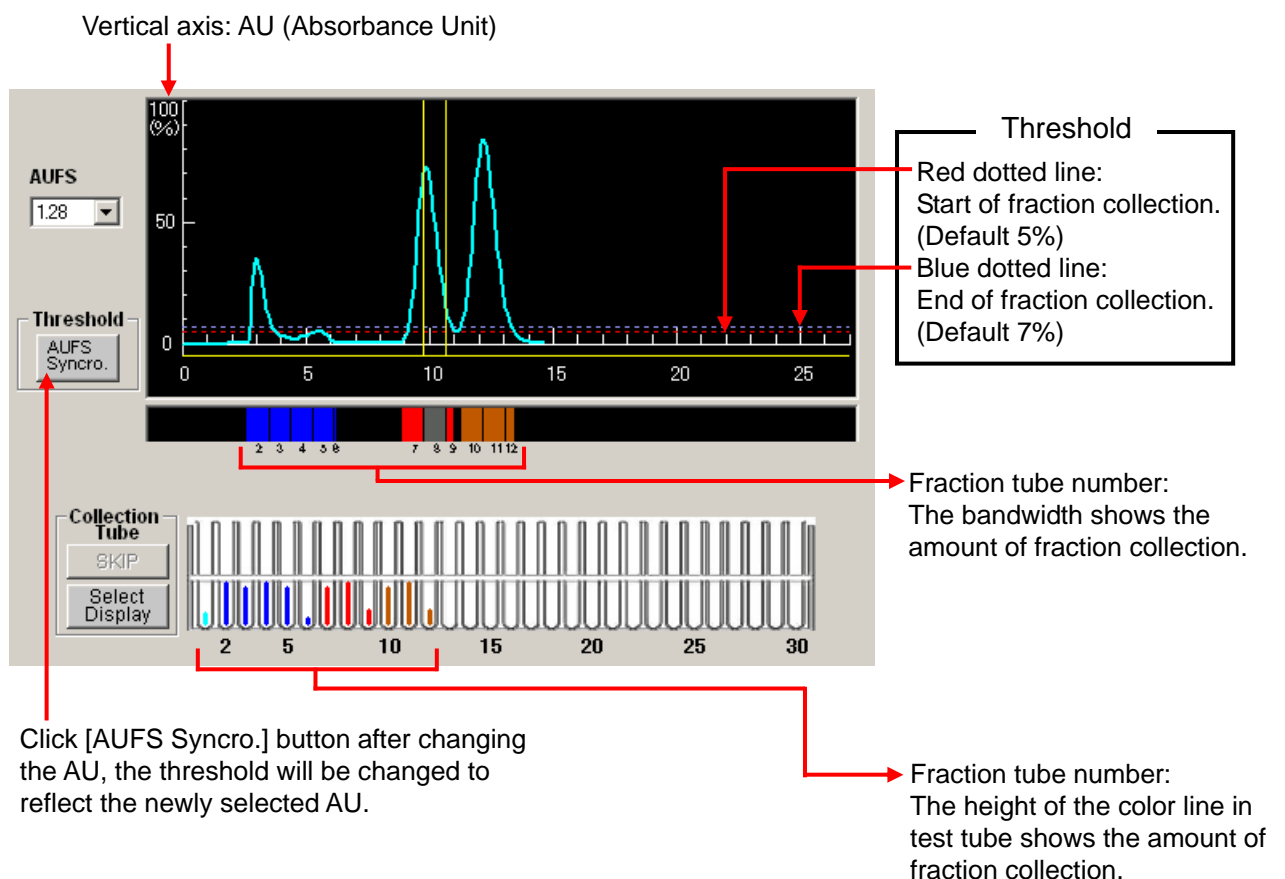 Vertical axis: AU (Absorbance Unit)
100
(%)
50
0
0 5 10 15 20 25
AUFS
1.28
Threshold
AUFS
Syncro.
Threshold
Red dotted line:
Start of fraction collection.
(Default 5%)
Blue dotted line:
End of fraction collection.
(Default 7%)
2 3 4 5 6 7 8 9 10 11 12
Fraction tube number:
The bandwidth shows the
amount of fraction collection.
Collection
Tube
SKIP
Select
Display
2 5 10 15 20 25 30
Click [AUFS Syncro.] button after changing
the AU, the threshold will be changed to
reflect the newly selected AU.
Fraction tube number:
The height of the color line in
test tube shows the amount of
fraction collection.